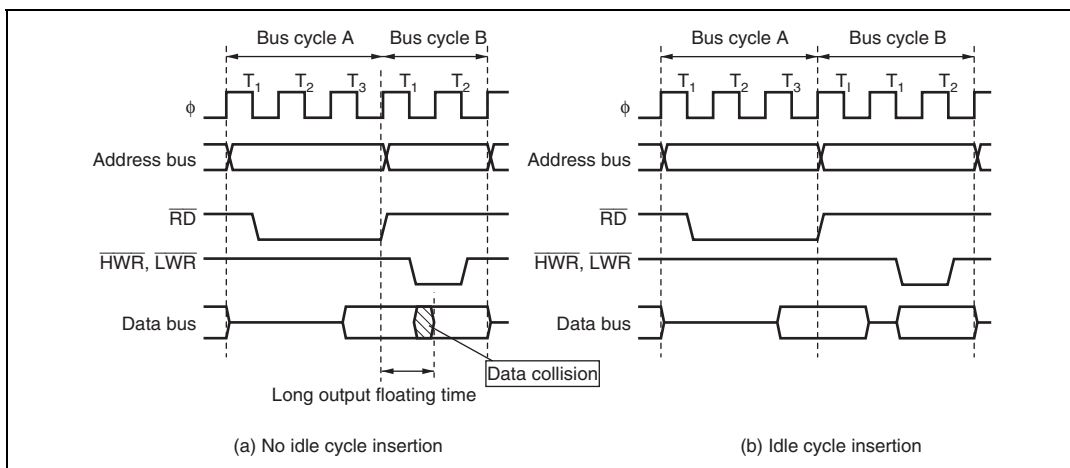 Bus cycle A Bus cycle B
T1 T2 T3 T1 T2
φ
Address bus
RD
HWR, LWR
Data bus
Data collision
Long output floating time
(a) No idle cycle insertion
Bus cycle A Bus cycle B
T1 T2 T3 TI T1 T2
φ
Address bus
RD
HWR, LWR
Data bus
(b) Idle cycle insertion